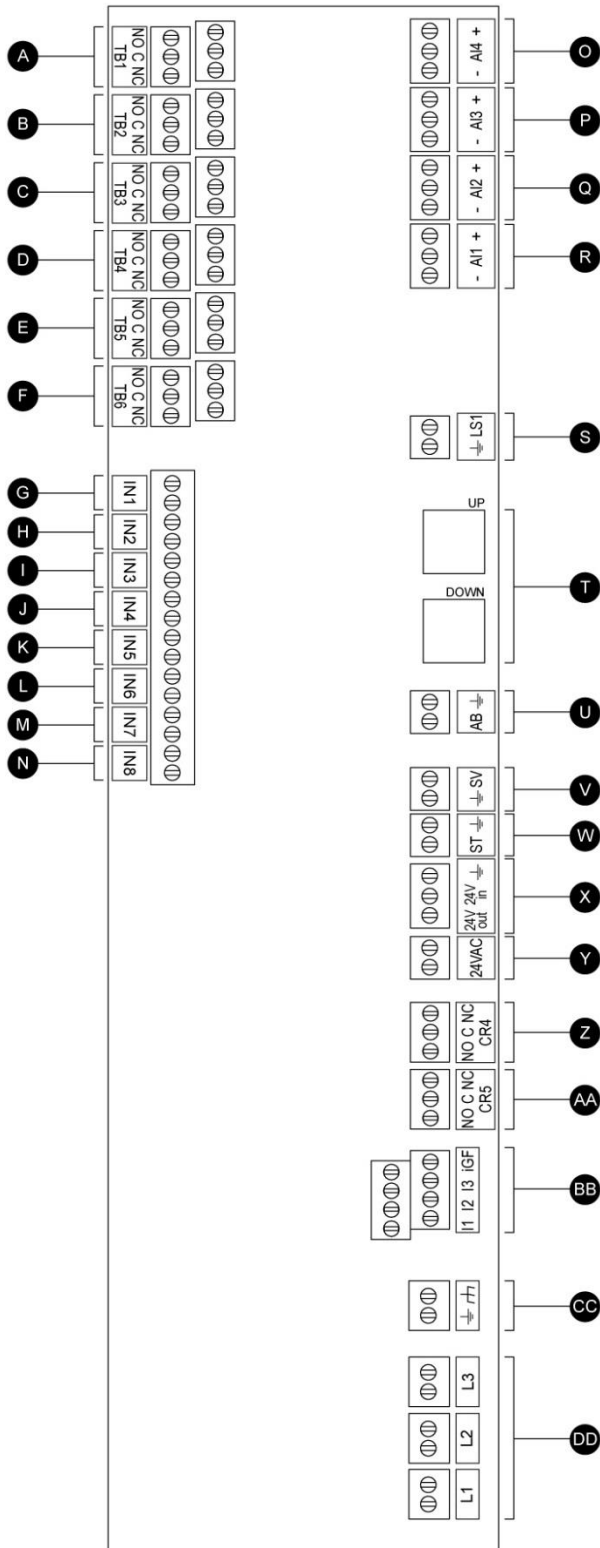 A
NO C NC
TB1
B
NO C NC
TB2
C
NO C NC
TB3
D
NO C NC
TB4
E
NO C NC
TB5
F
NO C NC
TB6
G
IN1
H
IN2
I
IN3
J
IN4
K
IN5
L
IN6
M
IN7
N
IN8
- AI4 +
O
- AI3 +
P
- AI2 +
Q
- AI1 +
R
LS1
S
UP
DOWN
T
AB
U
SV
V
ST
W
24V 24V
out in
X
24VAC
Y
NO C NC
CR4
Z
NO C NC
CR5
AA
I1 I2 I3 iGF
BB
CC
L3
L2
L1
DD